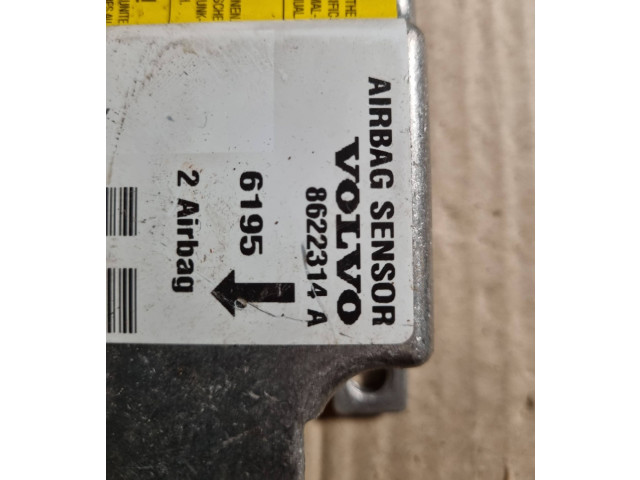 AIRBAG SENSOR
VOLVO
8622314 A
6195
2 Airbag